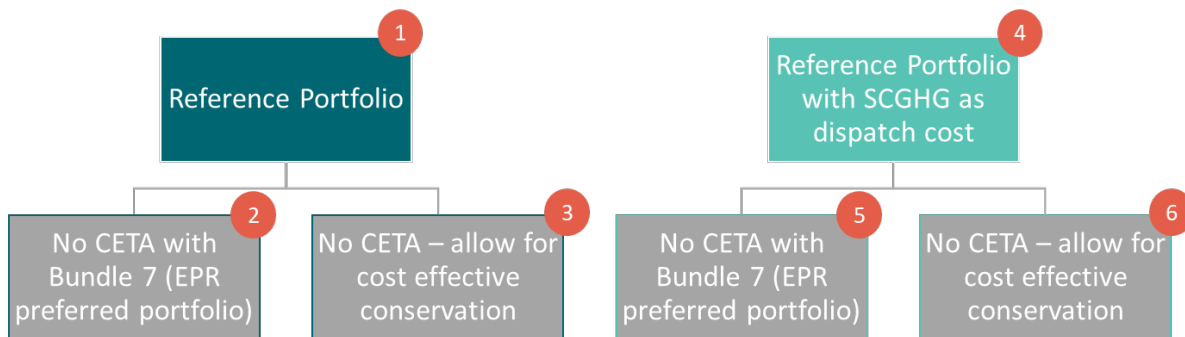 1
Reference Portfolio
4
Reference Portfolio
with SCGHG as
dispatch cost
2
No CETA with
Bundle 7 (EPR
preferred portfolio)
3
No CETA – allow for
cost effective
conservation
5
No CETA with
Bundle 7 (EPR
preferred portfolio)
6
No CETA – allow for
cost effective
conservation